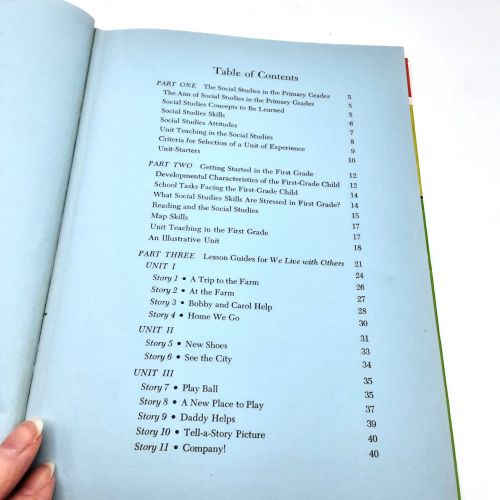 Table of Contents
PART ONE The Social Studies in the Primary Grades 5
The Aim of Social Studies in the Primary Grades 5
Social Studies Concepts to Be Learned 5
Social Studies Skills 6
Social Studies Attitudes 7
Unit Teaching in the Social Studies 8
Criteria for Selection of a Unit of Experience 9
Unit-Starters 10
PART TWO Getting Started in the First Grade 12
Developmental Characteristics of the First-Grade Child 12
School Tasks Facing the First-Grade Child 14
What Social Studies Skills Are Stressed in First Grade? 14
Reading and the Social Studies 15
Map Skills 17
Unit Teaching in the First Grade 17
An Illustrative Unit 18
PART THREE Lesson Guides for We Live with Others 21
UNIT I 24
Story 1 • A Trip to the Farm 26
Story 2 • At the Farm 27
Story 3 • Bobby and Carol Help 28
Story 4 • Home We Go 30
UNIT II 31
Story 5 • New Shoes 33
Story 6 • See the City 34
UNIT III 35
Story 7 • Play Ball 35
Story 8 • A New Place to Play 37
Story 9 • Daddy Helps 39
Story 10 • Tell-a-Story Picture 40
Story 11 • Company! 40